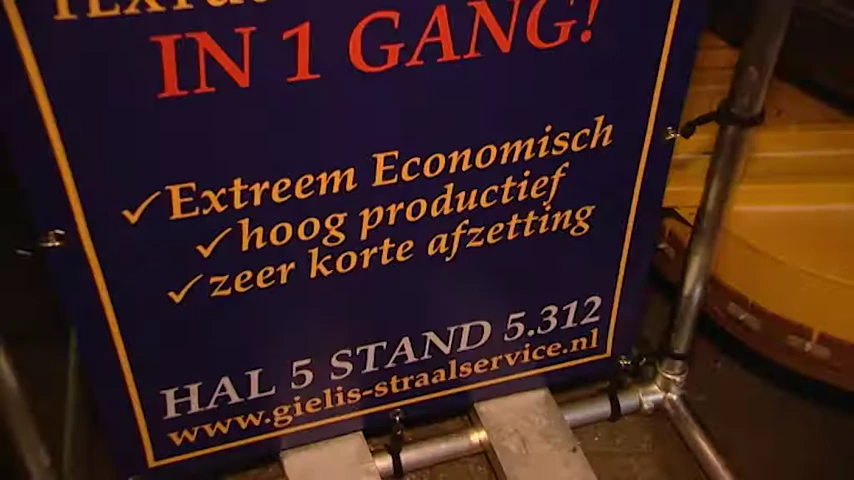 IN 1 GANG!
✓ Extreem Economisch
✓ hoog productief
✓ zeer korte afzetting
HAL 5 STAND 5.312
www.gielis-straalservice.nl